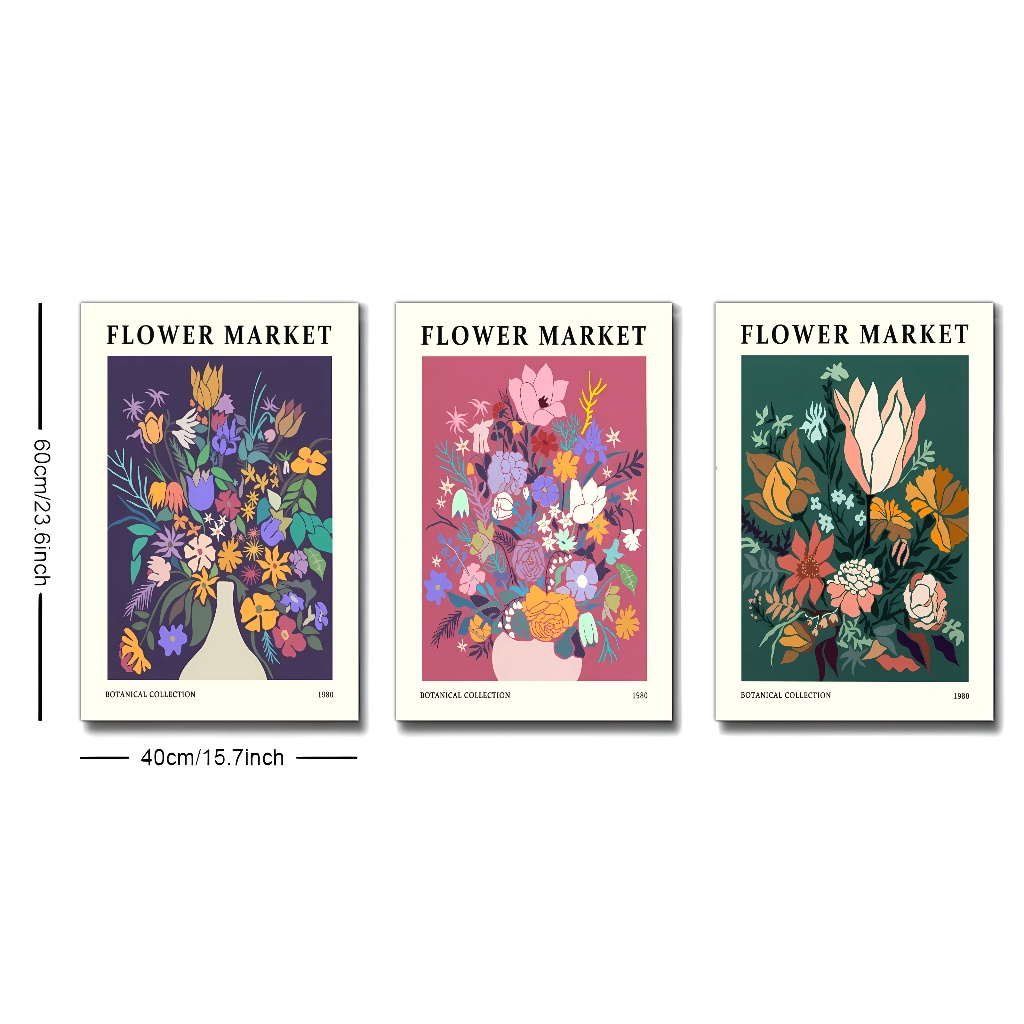 60cm/23.6inch
FLOWER MARKET
BOTANICAL COLLECTION 1980
FLOWER MARKET
BOTANICAL COLLECTION 1980
FLOWER MARKET
BOTANICAL COLLECTION 1980
40cm/15.7inch